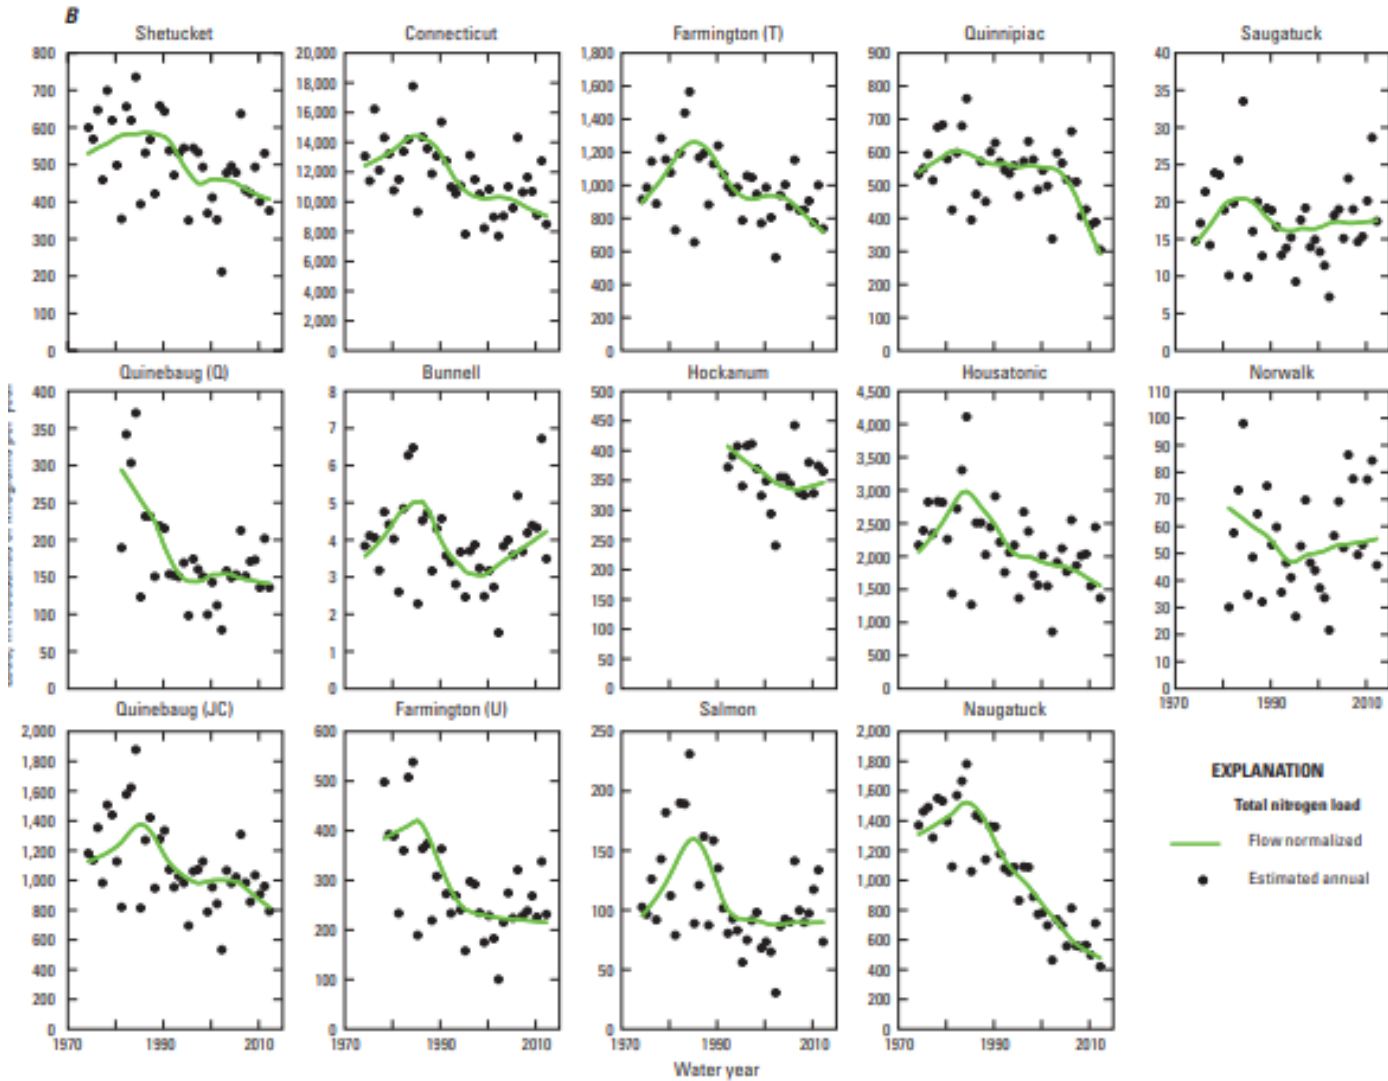 B
Shetucket Connecticut Farmington (T) Quinnipiac Saugatuck
800 20,000 1,800 900 40
700 18,000 1,600 800 35
600 16,000 1,400 700 30
500 14,000 1,200 600 25
400 12,000 1,000 500 20
300 10,000 800 400 15
200 8,000 600 300 10
100 6,000 400 200 5
0 4,000 200 100 0
2,000 0 0
0
Quinebaug (Q) Bunnell Hockanum Housatonic Norwalk
400 8 500 4,500 110
350 7 450 4,000 100
300 6 400 3,500 90
250 5 350 3,000 80
200 4 300 2,500 70
150 3 250 2,000 60
100 2 200 1,500 50
50 1 150 1,000 40
0 0 100 500 30
50 0 20
0 10
0
1970 1990 2010
Quinebaug (JC) Farmington (U) Salmon Naugatuck
2,000 600 250 2,000
1,800 500 200 1,800
1,600 400 150 1,600
1,400 300 100 1,400
1,200 200 50 1,200
1,000 100 0 1,000
800 0 800
600 600
400 400
200 200
0 0
1970 1990 2010 1970 1990 2010 1970 1990 2010 1970 1990 2010
Water year
EXPLANATION
Total nitrogen load
Flow normalized
Estimated annual